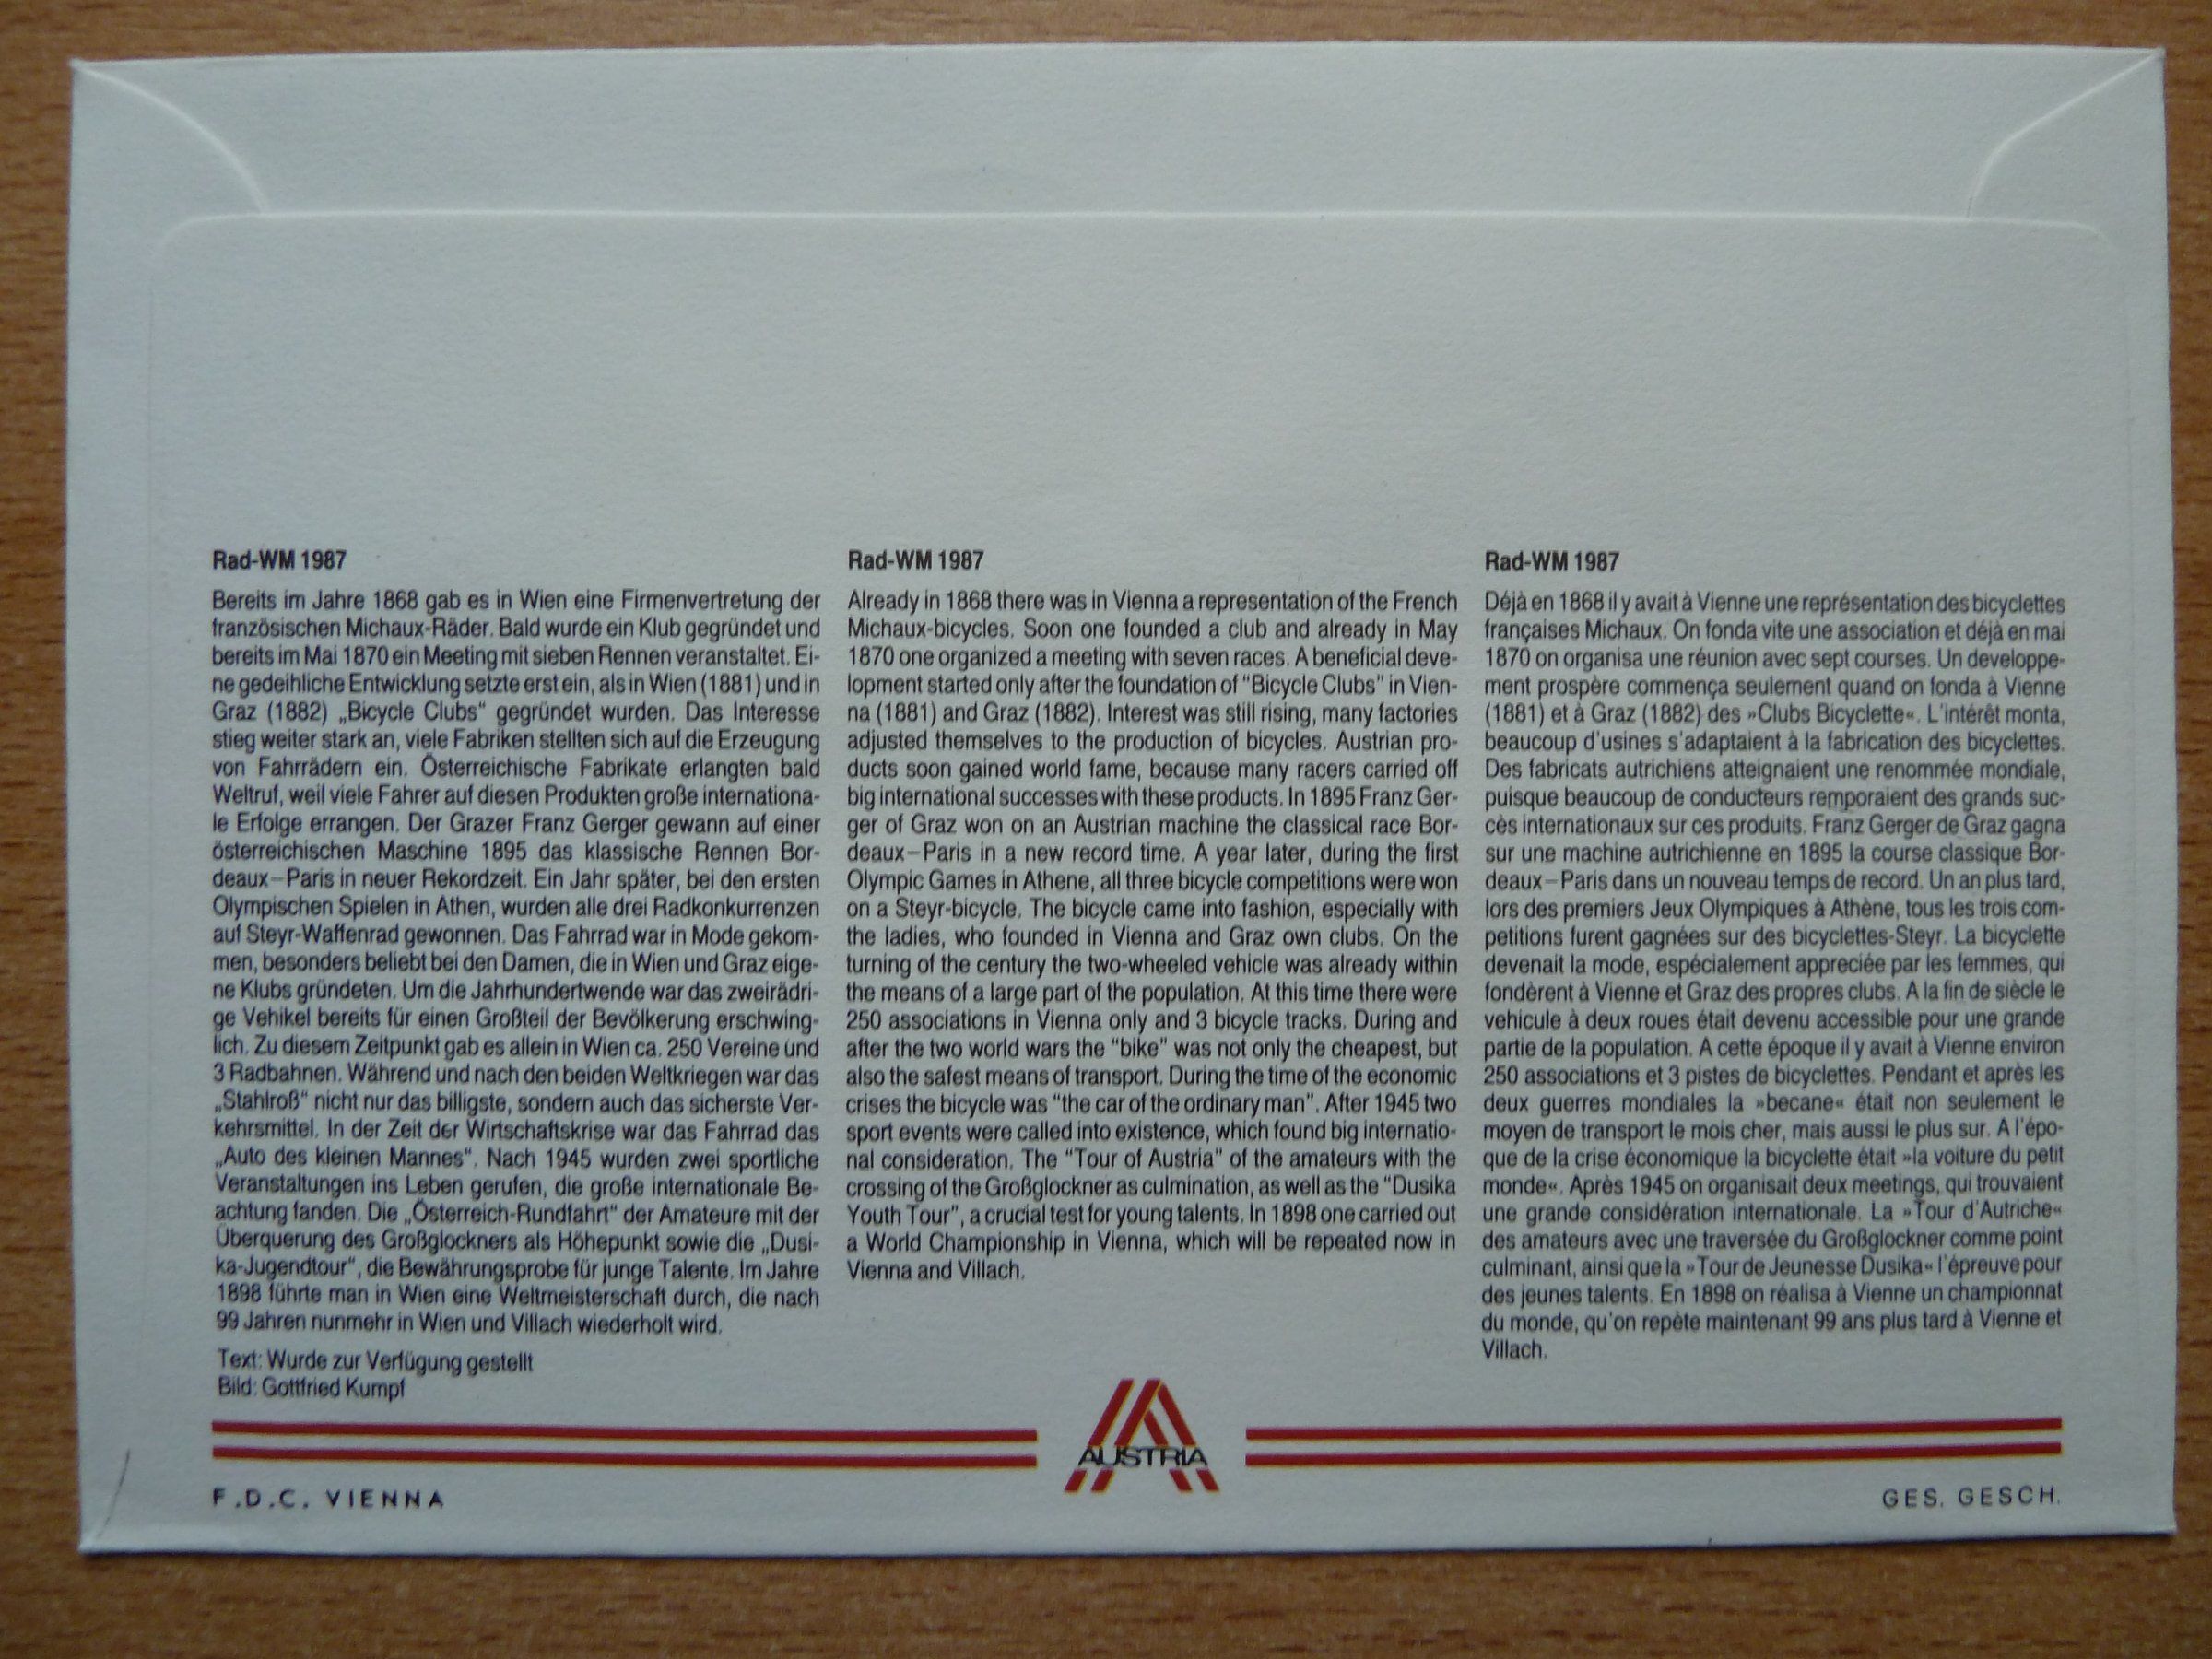 Rad-WM 1987
Bereits im Jahre 1868 gab es in Wien eine Firmenvertretung der
französischen Michaux-Räder. Bald wurde ein Klub gegründet und
bereits im Mai 1870 ein Meeting mit sieben Rennen veranstaltet. Ei-
ne gedeihliche Entwicklung setzte erst ein, als in Wien (1881) und in
Graz (1882) „Bicycle Clubs“ gegründet wurden. Das Interesse
stieg weiter stark an, viele Fabriken stellten sich auf die Erzeugung
von Fahrrädern ein. Österreichische Fabrikate erlangten bald
Weltruf, weil viele Fahrer auf diesen Produkten große internationa-
le Erfolge errangen. Der Grazer Franz Gerger gewann auf einer
österreichischen Maschine 1895 das klassische Rennen Bor-
deaux–Paris in neuer Rekordzeit. Ein Jahr später, bei den ersten
Olympischen Spielen in Athen, wurden alle drei Radkonkurrenzen
auf Steyr-Waffenrad gewonnen. Das Fahrrad war in Mode gekom-
men, besonders beliebt bei den Damen, die in Wien und Graz eige-
ne Klubs gründeten. Um die Jahrhundertwende war das zweirädri-
ge Vehikel bereits für einen Großteil der Bevölkerung erschwing-
lich. Zu diesem Zeitpunkt gab es allein in Wien ca. 250 Vereine und
3 Radbahnen. Während und nach den beiden Weltkriegen war das
„Stahlroß“ nicht nur das billigste, sondern auch das sicherste Ver-
kehrsmittel. In der Zeit der Wirtschaftskrise war das Fahrrad das
„Auto des kleinen Mannes“. Nach 1945 wurden zwei sportliche
Veranstaltungen ins Leben gerufen, die große internationale Be-
achtung fanden. Die „Österreich-Rundfahrt“ der Amateure mit der
Überquerung des Großglockners als Höhepunkt sowie die „Dusi-
ka-Jugendtour“, die Bewährungsprobe für junge Talente. Im Jahre
1898 führte man in Wien eine Weltmeisterschaft durch, die nach
99 Jahren nunmehr in Wien und Villach wiederholt wird.
Text: Wurde zur Verfügung gestellt
Bild: Gottfried Kumpf
Rad-WM 1987
Already in 1868 there was in Vienna a representation of the French
Michaux-bicycles. Soon one founded a club and already in May
1870 one organized a meeting with seven races. A beneficial deve-
lopment started only after the foundation of "Bicycle Clubs" in Vien-
na (1881) and Graz (1882). Interest was still rising, many factories
adjusted themselves to the production of bicycles. Austrian pro-
ducts soon gained world fame, because many racers carried off
big international successes with these products. In 1895 Franz Ger-
ger of Graz won on an Austrian machine the classical race Bor-
deaux–Paris in a new record time. A year later, during the first
Olympic Games in Athene, all three bicycle competitions were won
on a Steyr-bicycle. The bicycle came into fashion, especially with
the ladies, who founded in Vienna and Graz own clubs. On the
turning of the century the two-wheeled vehicle was already within
the means of a large part of the population. At this time there were
250 associations in Vienna only and 3 bicycle tracks. During and
after the two world wars the "bike" was not only the cheapest, but
also the safest means of transport. During the time of the economic
crises the bicycle was "the car of the ordinary man". After 1945 two
sport events were called into existence, which found big internatio-
nal consideration. The "Tour of Austria" of the amateurs with the
crossing of the Großglockner as culmination, as well as the "Dusika
Youth Tour", a crucial test for young talents. In 1898 one carried out
a World Championship in Vienna, which will be repeated now in
Vienna and Villach.
Rad-WM 1987
Déjà en 1868 il y avait à Vienne une représentation des bicyclettes
françaises Michaux. On fonda vite une association et déjà en mai
1870 on organisa une réunion avec sept courses. Un developpe-
ment prospère commença seulement quand on fonda à Vienne
(1881) et à Graz (1882) des »Clubs Bicyclette«. L'intérêt monta,
beaucoup d'usines s'adaptaient à la fabrication des bicyclettes.
Des fabricats autrichiens atteignaient une renommée mondiale,
puisque beaucoup de conducteurs remporaient des grands suc-
cès internationaux sur ces produits. Franz Gerger de Graz gagna
sur une machine autrichienne en 1895 la course classique Bor-
deaux–Paris dans un nouveau temps de record. Un an plus tard,
lors des premiers Jeux Olympiques à Athène, tous les trois com-
petitions furent gagnées sur des bicyclettes-Steyr. La bicyclette
devenait la mode, espécialement appreciée par les femmes, qui
fondèrent à Vienne et Graz des propres clubs. A la fin de siècle le
vehicule à deux roues était devenu accessible pour une grande
partie de la population. A cette époque il y avait à Vienne environ
250 associations et 3 pistes de bicyclettes. Pendant et après les
deux guerres mondiales la »becane« était non seulement le
moyen de transport le mois cher, mais aussi le plus sur. A l'épo-
que de la crise économique la bicyclette était »la voiture du petit
monde«. Après 1945 on organisait deux meetings, qui trouvaient
une grande considération internationale. La »Tour d'Autriche«
des amateurs avec une traversée du Großglockner comme point
culminant, ainsi que la »Tour de Jeunesse Dusika« l'épreuve pour
des jeunes talents. En 1898 on réalisa à Vienne un championnat
du monde, qu'on repète maintenant 99 ans plus tard à Vienne et
Villach.
AUSTRIA
F.D.C. VIENNA
GES. GESCH.